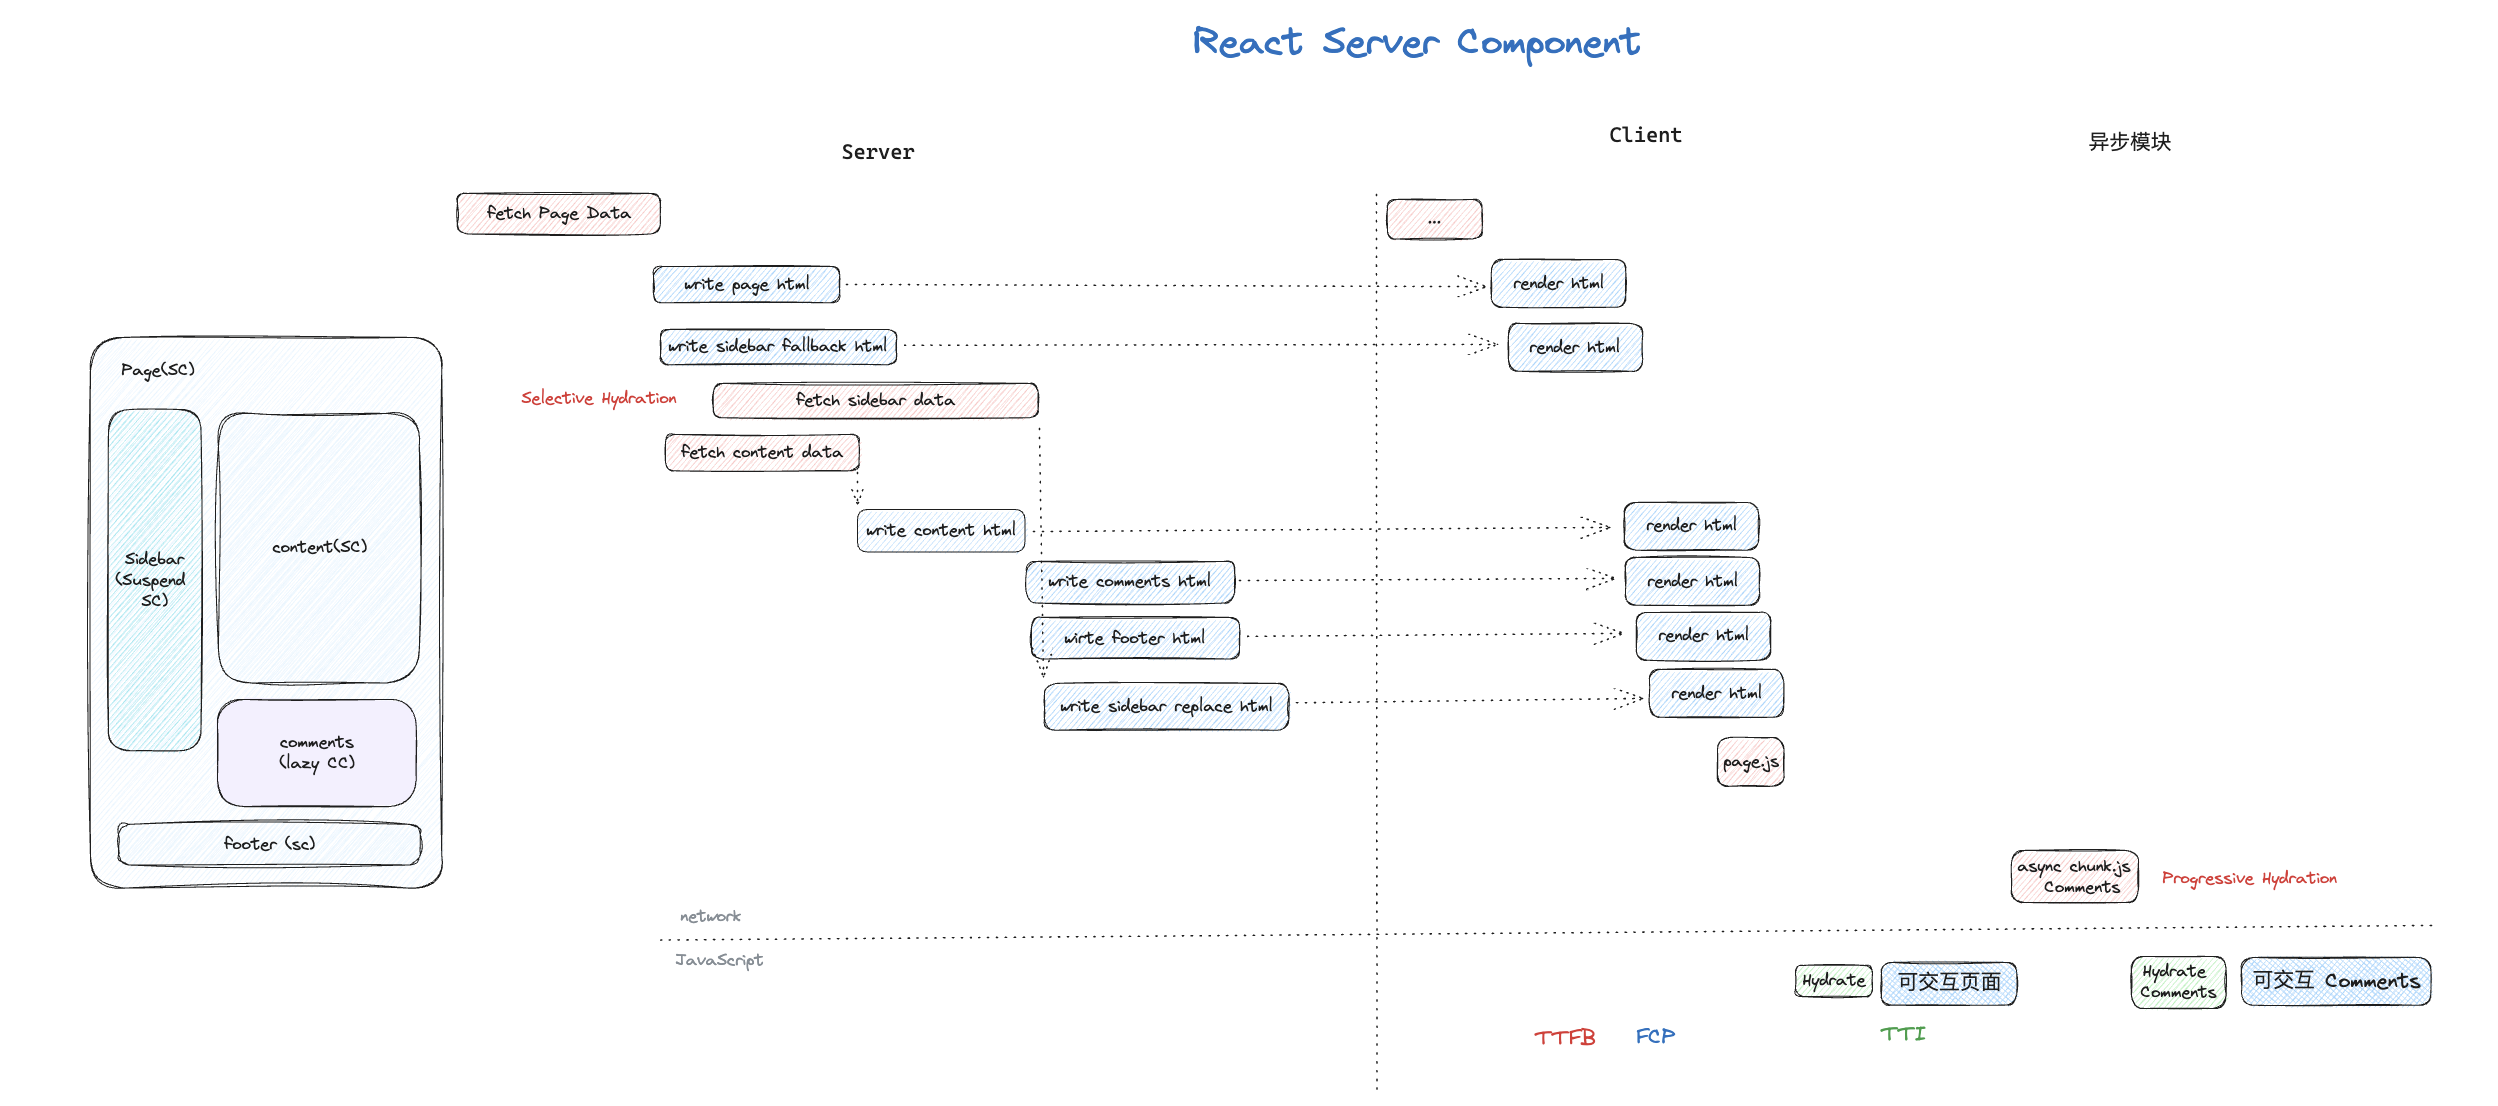 React Server Component
Server
Client
异步模块
fetch Page Data
...
write page html
render html
write sidebar fallback html
render html
Selective Hydration
fetch sidebar data
fetch content data
write content html
render html
write comments html
render html
wirte footer html
render html
write sidebar replace html
render html
page.js
Page(SC)
Sidebar
(Suspend
SC)
content(SC)
comments
(lazy CC)
footer (sc)
async chunk.js
Comments
Progressive Hydration
network
JavaScript
Hydrate
可交互页面
Hydrate
Comments
可交互 Comments
TTFB
FCP
TTI